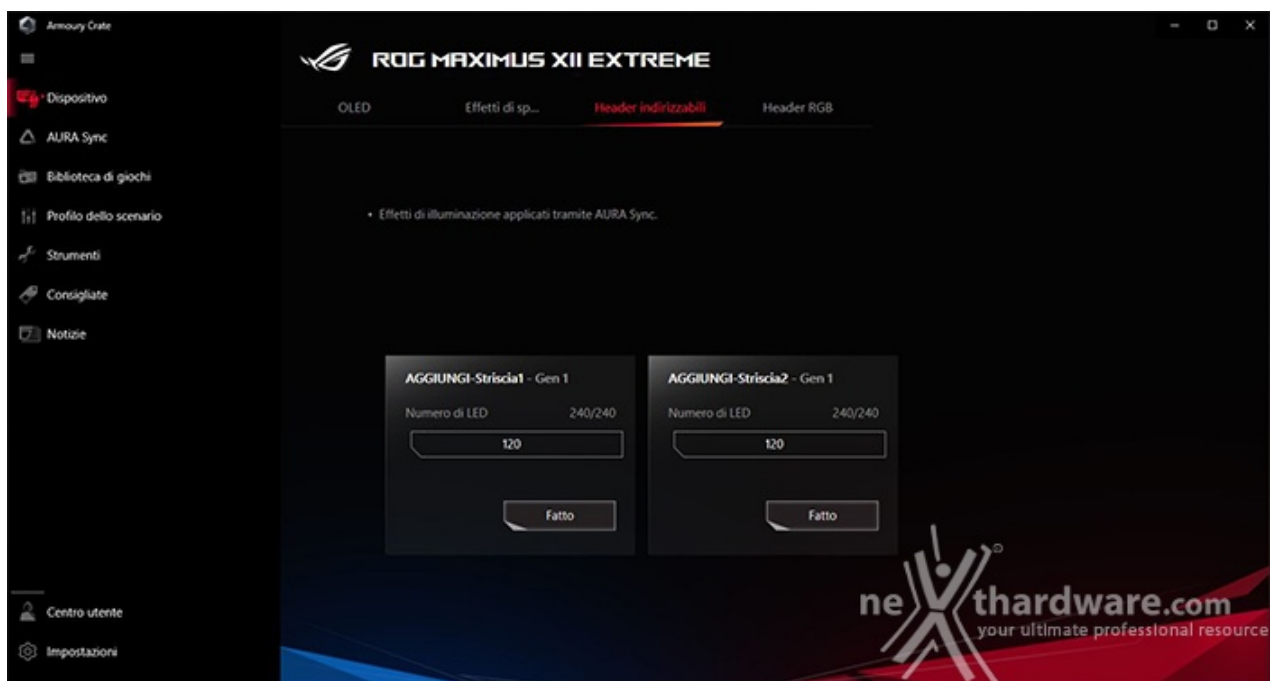 Armoury Crate
ROG MAXIMUS XII EXTREME
Dispositivo
AURA Sync
Biblioteca di giochi
Profilo dello scenario
Strumenti
Consigliate
Notizie
Centro utente
Impostazioni
OLED Effetti di sp... Header indirizzabili Header RGB
• Effetti di illuminazione applicati tramite AURA Sync.
AGGIUNGI-Striscia1 - Gen 1
Numero di LED 240/240
120
Fatto
AGGIUNGI-Striscia2 - Gen 1
Numero di LED 240/240
120
Fatto
nexthardware.com
your ultimate professional resource